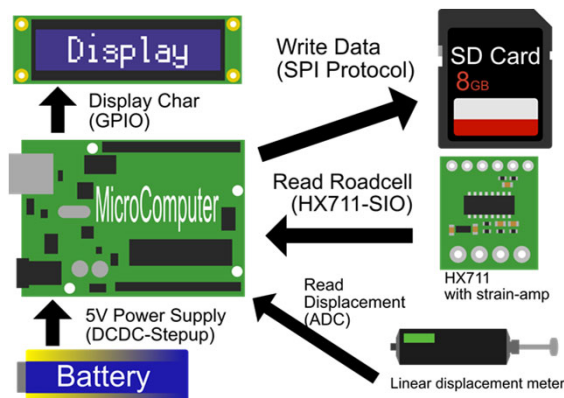 Display
Display Char
(GPIO)
Write Data
(SPI Protocol)
SD Card
8GB
MicroComputer
Read Roadcell
(HX711-SIO)
HX711
with strain-amp
Read
Displacement
(ADC)
5V Power Supply
(DCDC-Stepup)
Battery
Linear displacement meter